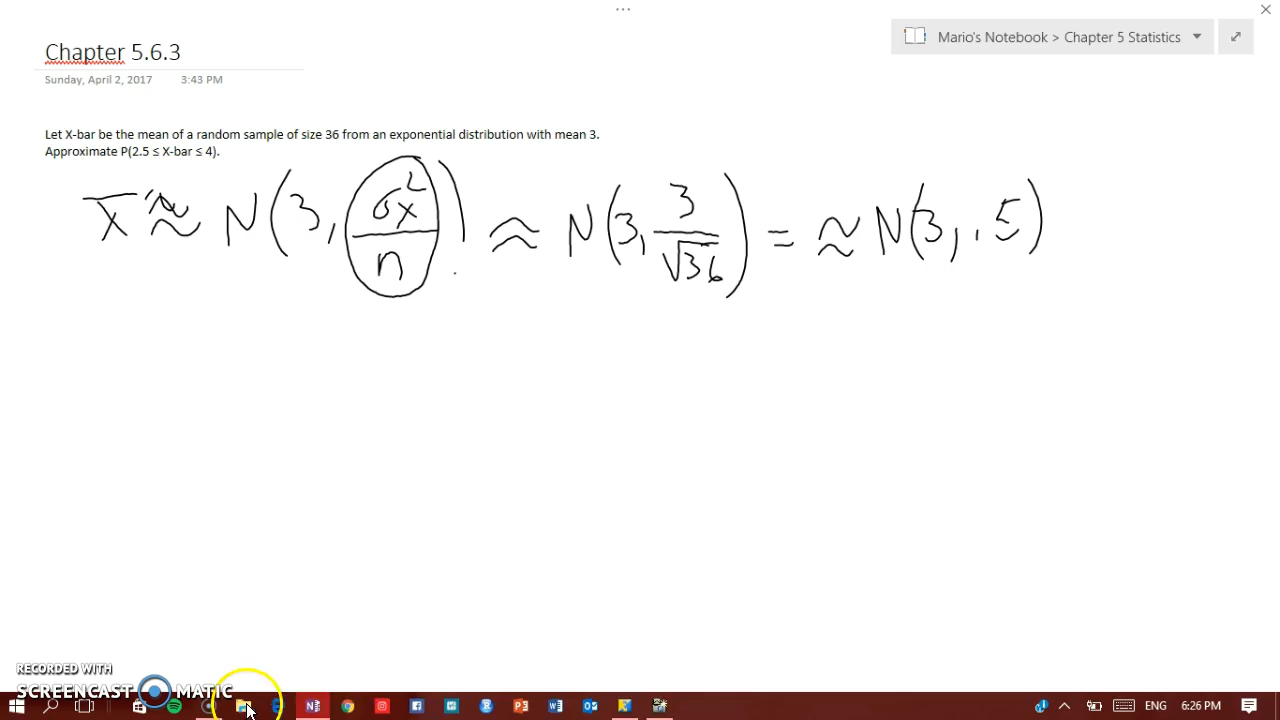 Mario's Notebook > Chapter 5 Statistics
Chapter 5.6.3
Sunday, April 2, 2017 3:43 PM
Let X-bar be the mean of a random sample of size 36 from an exponential distribution with mean 3.
Approximate P(2.5 ≤ X-bar ≤ 4).
X̄ ≈ N(3, σx²/n) ≈ N(3, 3/√36) = ≈ N(3, .5)
RECORDED WITH
SCREENCAST MATIC
ENG 6:26 PM